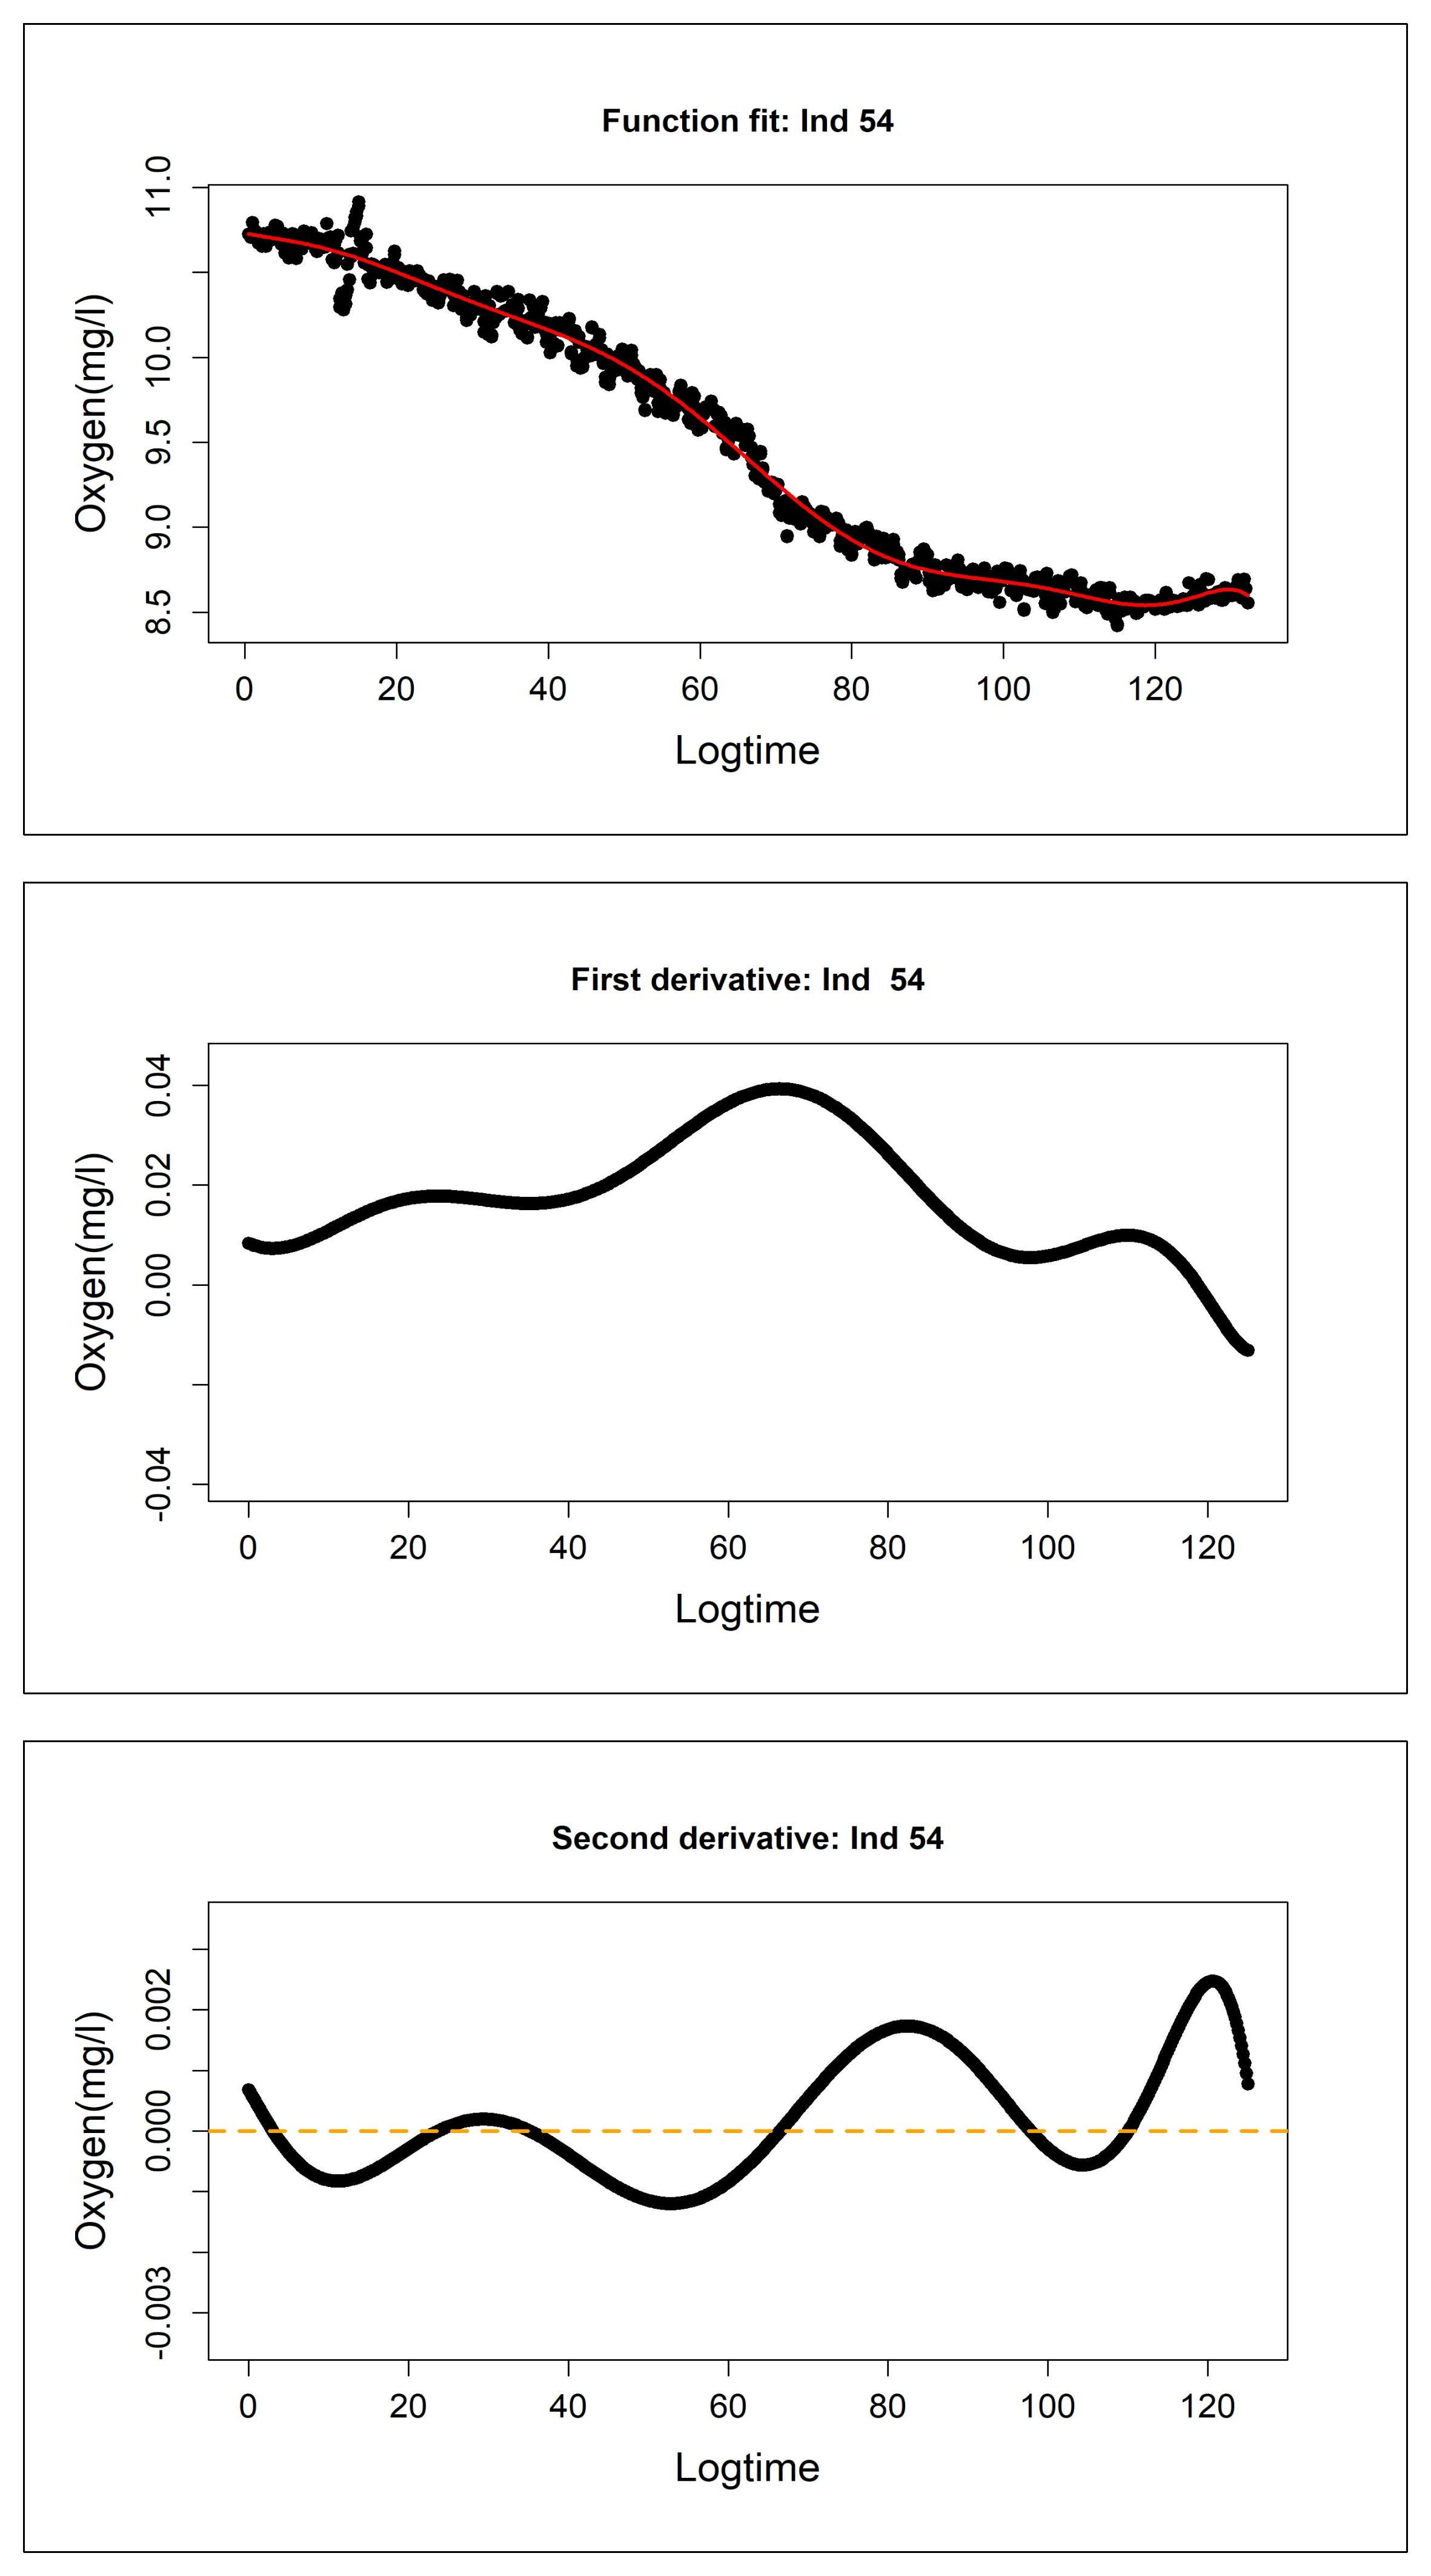 Function fit: Ind 54
Oxygen(mg/l)
11.0
10.0
9.5
9.0
8.5
0 20 40 60 80 100 120
Logtime
First derivative: Ind  54
Oxygen(mg/l)
0.04
0.02
0.00
-0.04
0 20 40 60 80 100 120
Logtime
Second derivative: Ind 54
Oxygen(mg/l)
0.002
0.000
-0.003
0 20 40 60 80 100 120
Logtime